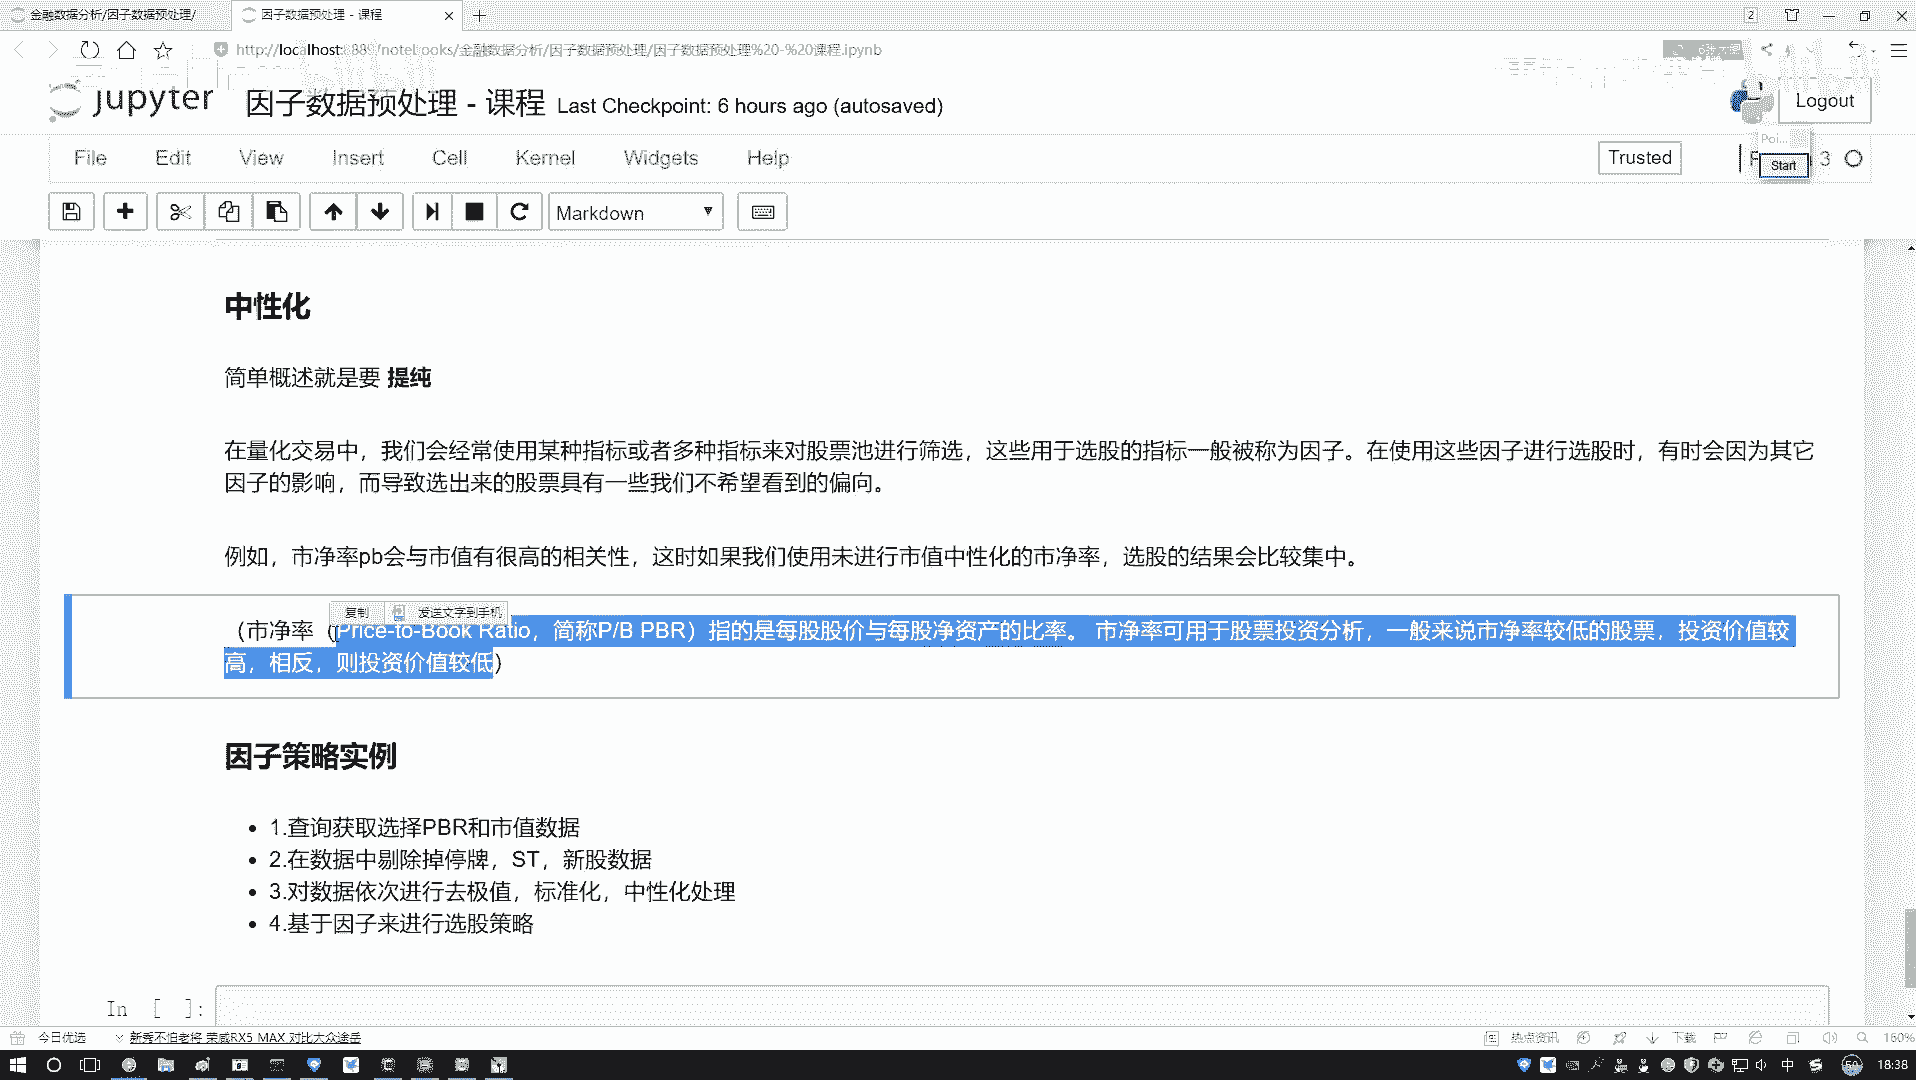 金融数据分析/因子数据预处理/
因子数据预处理 - 课程
2
http://localhost:888/notebooks/金融数据分析/因子数据预处理/因子数据预处理%20-%20课程.ipynb
jupyter
因子数据预处理 - 课程 Last Checkpoint: 6 hours ago (autosaved)
Logout
File Edit View Insert Cell Kernel Widgets Help
Trusted
Poi...
Start
3
Markdown
中性化
简单概述就是要 提纯
在量化交易中，我们会经常使用某种指标或者多种指标来对股票池进行筛选，这些用于选股的指标一般被称为因子。在使用这些因子进行选股时，有时会因为其它
因子的影响，而导致选出来的股票具有一些我们不希望看到的偏向。
例如，市净率pb会与市值有很高的相关性，这时如果我们使用未进行市值中性化的市净率，选股的结果会比较集中。
复制 发送文字到手机
（市净率（Price-to-Book Ratio，简称P/B PBR）指的是每股股价与每股净资产的比率。 市净率可用于股票投资分析，一般来说市净率较低的股票，投资价值较
高，相反，则投资价值较低）
因子策略实例
1.查询获取选择PBR和市值数据
2.在数据中剔除掉停牌，ST，新股数据
3.对数据依次进行去极值，标准化，中性化处理
4.基于因子来进行选股策略
In [ ]:
今日优选
新秀不怕老将 荣威RX5 MAX 对比大众途岳
热点资讯
下载
160%
中
18:38